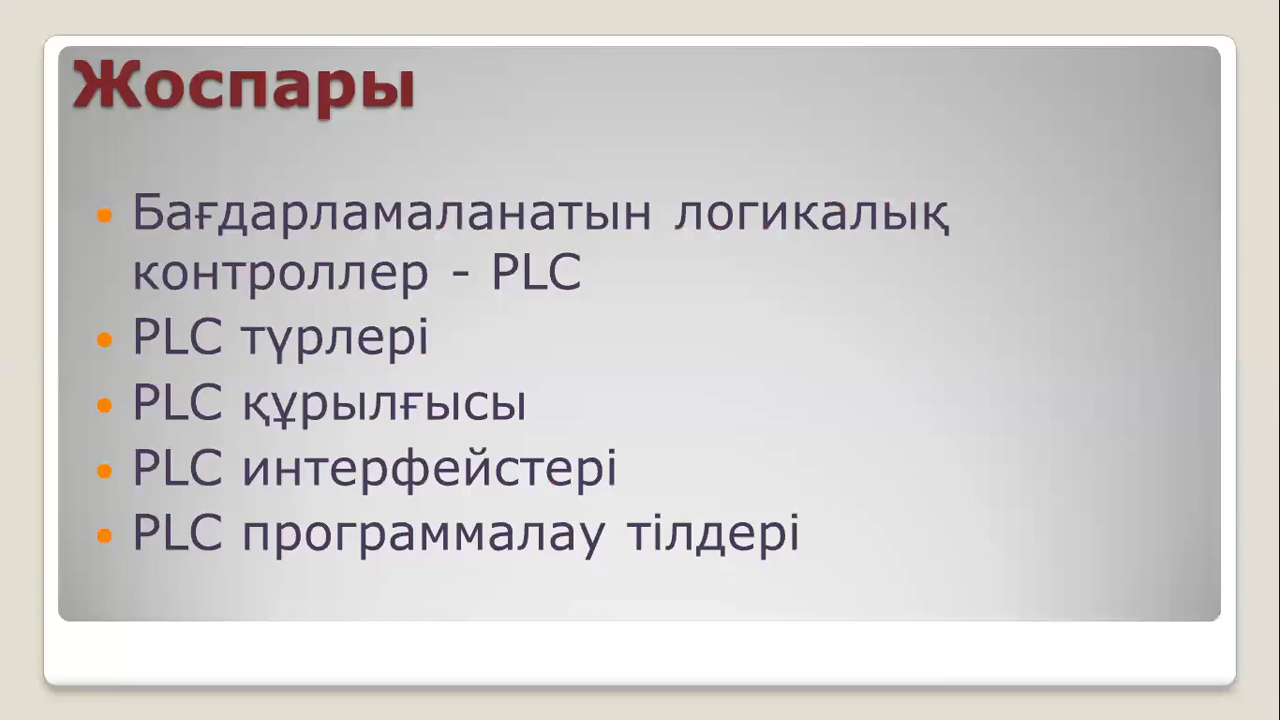 Жоспары
• Бағдарламаланатын логикалық
контроллер - PLC
• PLC түрлері
• PLC құрылғысы
• PLC интерфейстері
• PLC программалау тілдері